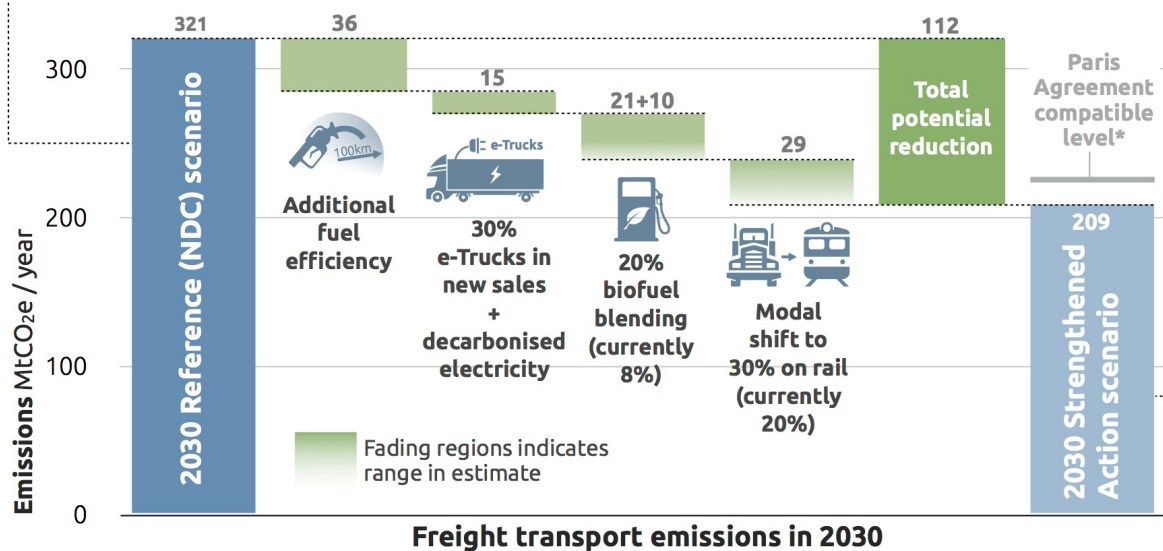 321
36
15
21+10
29
112
300
200
100
0
Emissions MtCO₂e / year
2030 Reference (NDC) scenario
100km
Additional
fuel
efficiency
e-Trucks
30%
e-Trucks in
new sales
+
decarbonised
electricity
20%
biofuel
blending
(currently
8%)
Modal
shift to
30% on rail
(currently
20%)
Total
potential
reduction
Paris
Agreement
compatible
level*
209
2030 Strengthened
Action scenario
Fading regions indicates
range in estimate
Freight transport emissions in 2030